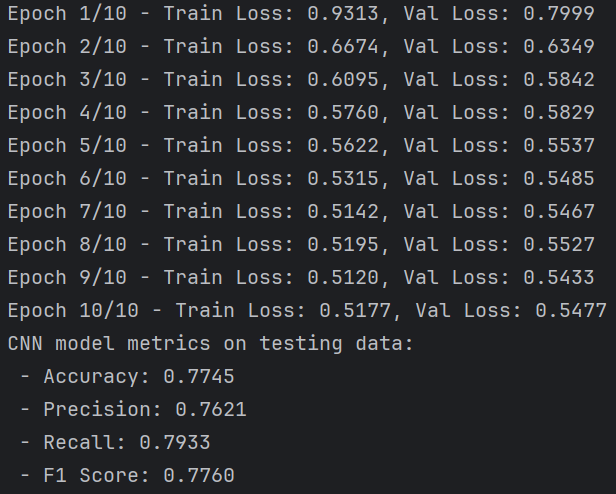 Epoch 1/10 - Train Loss: 0.9313, Val Loss: 0.7999
Epoch 2/10 - Train Loss: 0.6674, Val Loss: 0.6349
Epoch 3/10 - Train Loss: 0.6095, Val Loss: 0.5842
Epoch 4/10 - Train Loss: 0.5760, Val Loss: 0.5829
Epoch 5/10 - Train Loss: 0.5622, Val Loss: 0.5537
Epoch 6/10 - Train Loss: 0.5315, Val Loss: 0.5485
Epoch 7/10 - Train Loss: 0.5142, Val Loss: 0.5467
Epoch 8/10 - Train Loss: 0.5195, Val Loss: 0.5527
Epoch 9/10 - Train Loss: 0.5120, Val Loss: 0.5433
Epoch 10/10 - Train Loss: 0.5177, Val Loss: 0.5477
CNN model metrics on testing data:
 - Accuracy: 0.7745
 - Precision: 0.7621
 - Recall: 0.7933
 - F1 Score: 0.7760